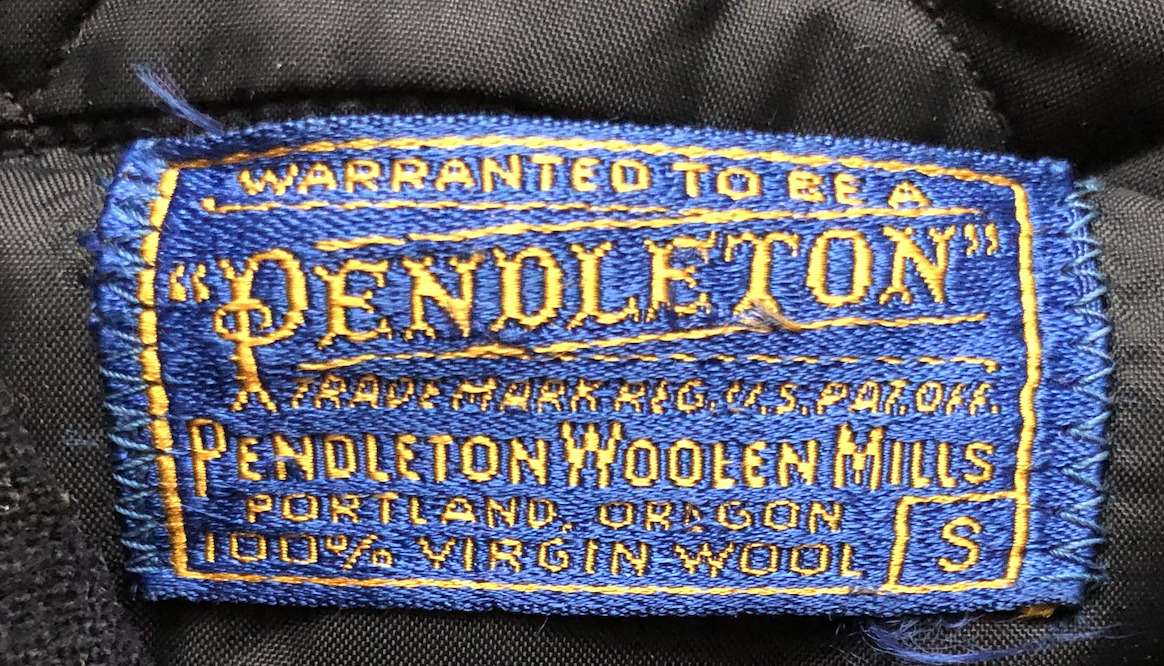 WARRANTED TO BE A
"PENDLETON"
TRADE MARK REG. U.S. PAT. OFF.
PENDLETON WOOLEN MILLS
PORTLAND, OREGON
100% VIRGIN WOOL S